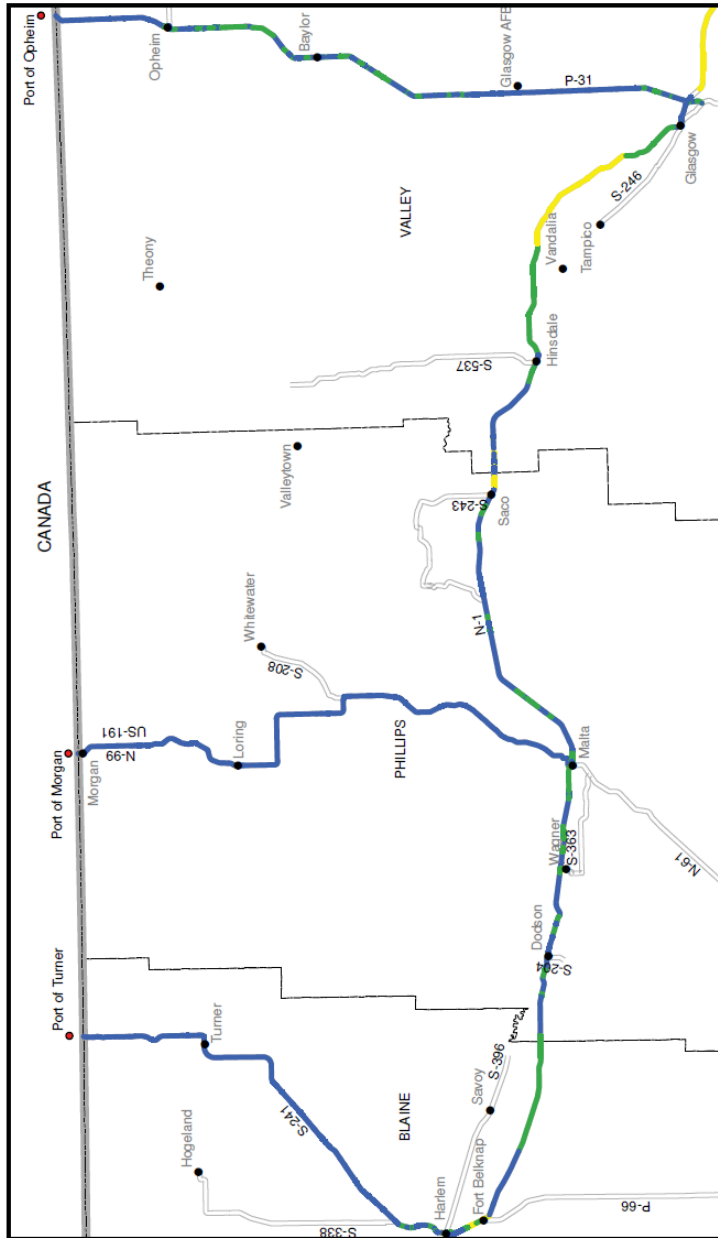 CANADA
Port of Turner
Port of Morgan
Port of Opheim
Morgan
N-99
US-191
Opheim
Theony
Hogeland
Turner
Loring
Whitewater
S-208
Valleytown
Baylor
S-241
BLAINE
PHILLIPS
VALLEY
S-338
Harlem
Savoy
S-396
Fort Belknap
P-66
S-204
Dodson
Wagner
S-363
Malta
N-61
N-1
S-243
Saco
S-537
Hinsdale
Vandalia
Tampico
S-246
Glasgow AFB
P-31
Glasgow